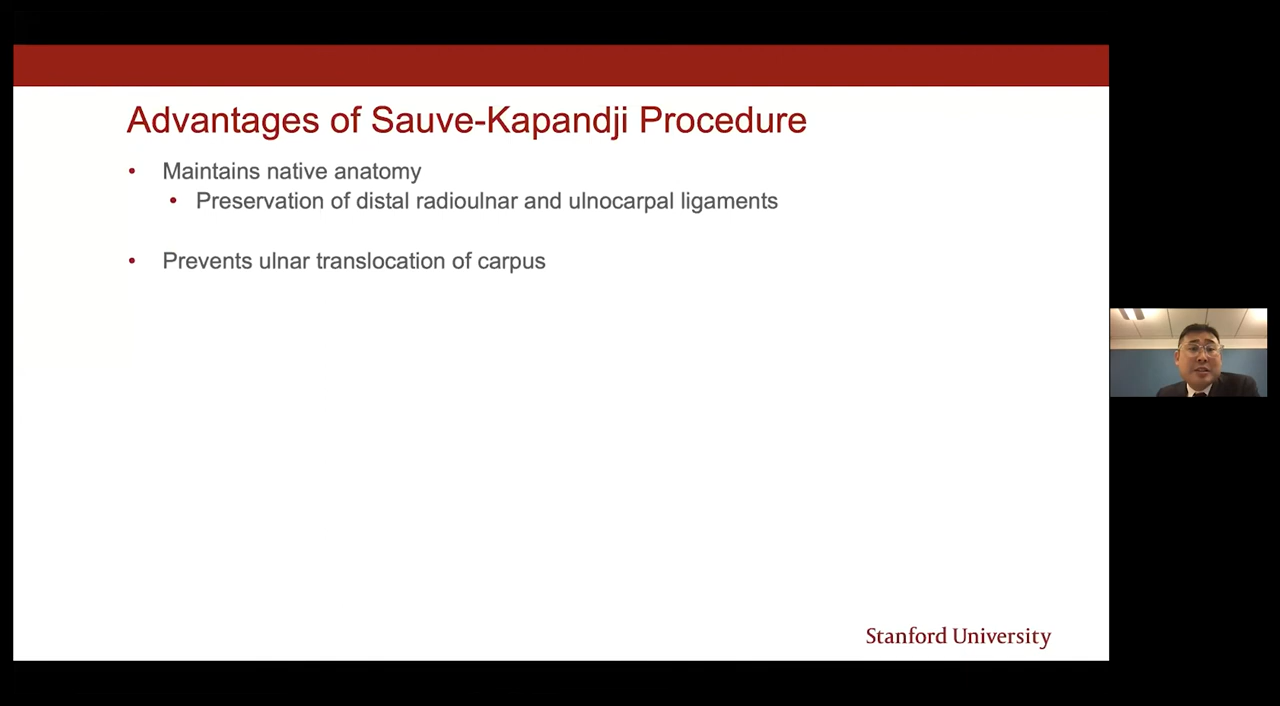 Advantages of Sauve-Kapandji Procedure
• Maintains native anatomy
• Preservation of distal radioulnar and ulnocarpal ligaments
• Prevents ulnar translocation of carpus
Stanford University